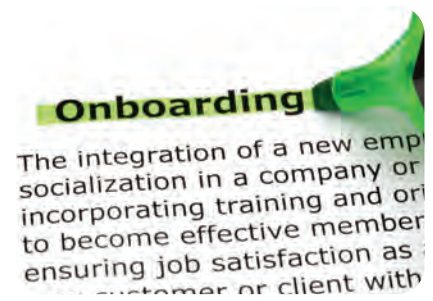 Onboarding
The integration of a new emp
socialization in a company or
incorporating training and ori
to become effective member
ensuring job satisfaction as
customer or client with